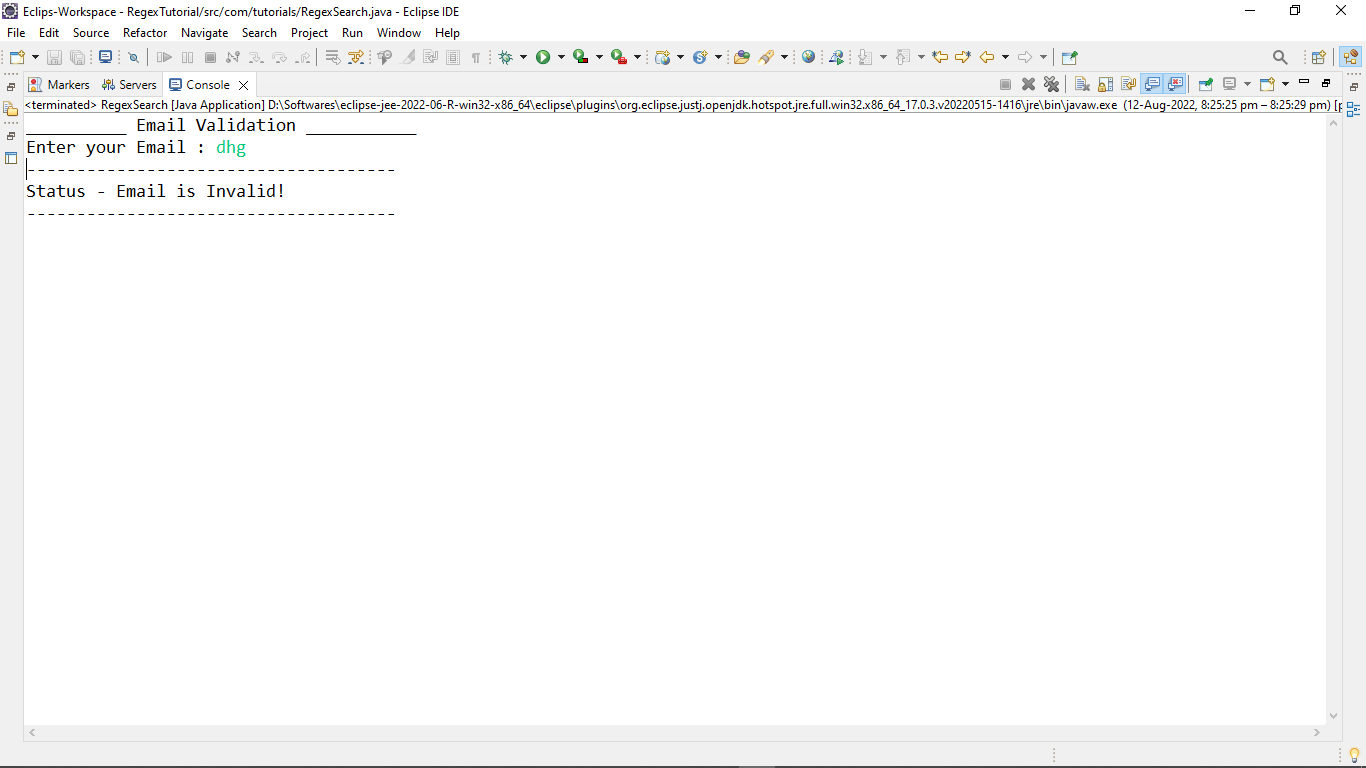 Eclips-Workspace - RegexTutorial/src/com/tutorials/RegexSearch.java - Eclipse IDE
File Edit Source Refactor Navigate Search Project Run Window Help
Markers Servers Console
<terminated> RegexSearch [Java Application] D:\Softwares\eclipse-jee-2022-06-R-win32-x86_64\eclipse\plugins\org.eclipse.justj.openjdk.hotspot.jre.full.win32.x86_64_17.0.3.v20220515-1416\jre\bin\javaw.exe (12-Aug-2022, 8:25:25 pm – 8:25:29 pm) [p
__________ Email Validation ___________
Enter your Email : dhg
-------------------------------------
Status - Email is Invalid!
-------------------------------------